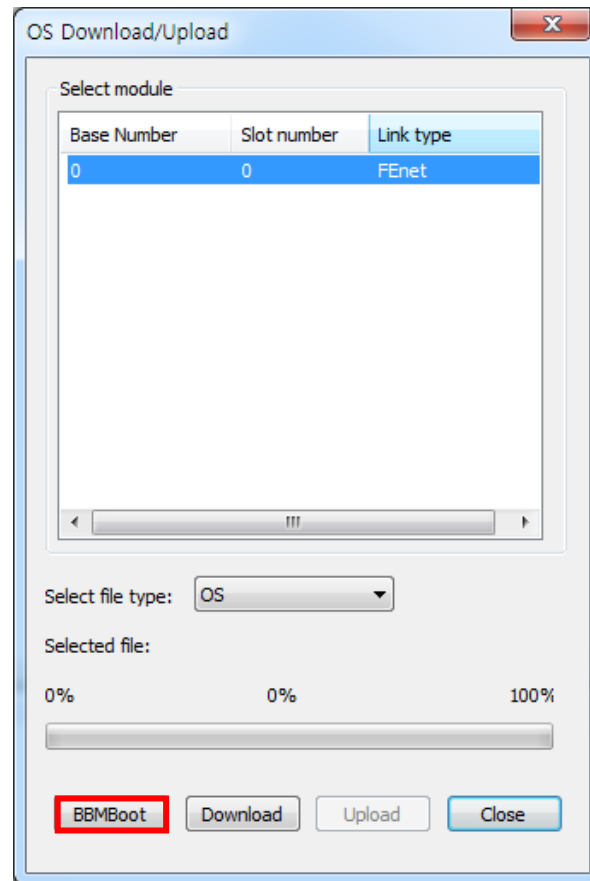 OS Download/Upload
Select module
Base Number Slot number Link type
0 0 FEnet
Select file type: OS
Selected file:
0% 0% 100%
BBMBoot Download Upload Close